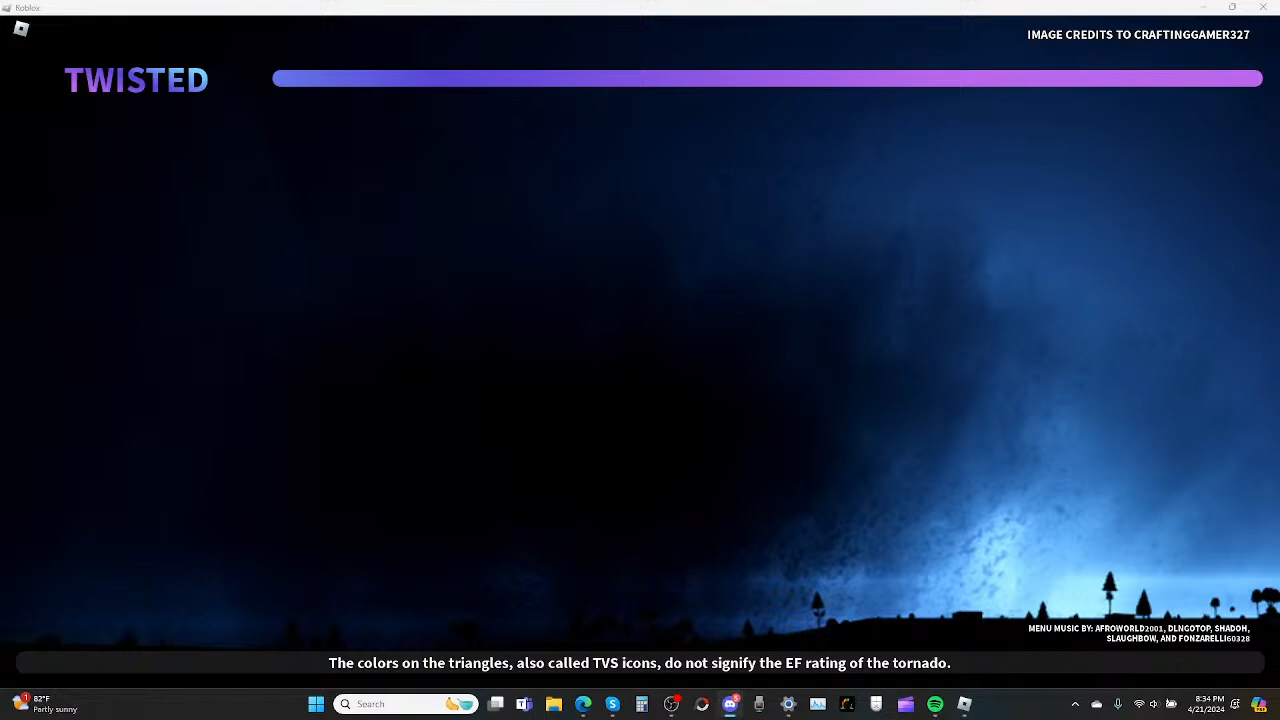 Roblox
IMAGE CREDITS TO CRAFTINGGAMER327
TWISTED
MENU MUSIC BY: AFROWORLD2001, DLNGOTOP, SHADOH,
SLAUGHBOW, AND FONZARELLI60328
The colors on the triangles, also called TVS icons, do not signify the EF rating of the tornado.
1
82°F
Partly sunny
Search
8:34 PM
4/21/2024